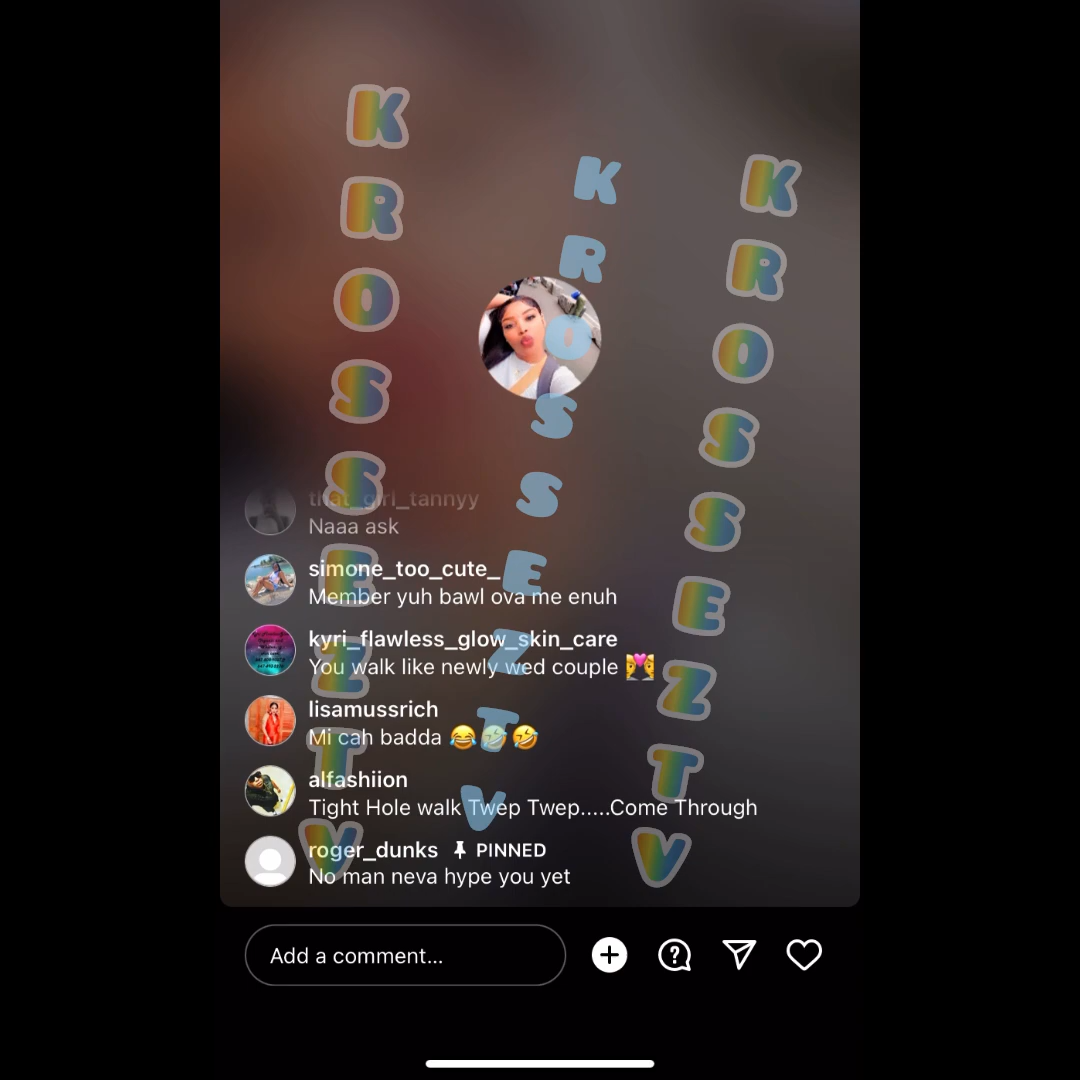 KROSSEZTV
KROSSEZTV
KROSSEZTV
that_girl_tannyy
Naaa ask
simone_too_cute_
Member yuh bawl ova me enuh
kyri_flawless_glow_skin_care
You walk like newly wed couple
lisamussrich
Mi cah badda 😂🤣🤣
alfashiion
Tight Hole walk Twep Twep.....Come Through
roger_dunks PINNED
No man neva hype you yet
Add a comment...